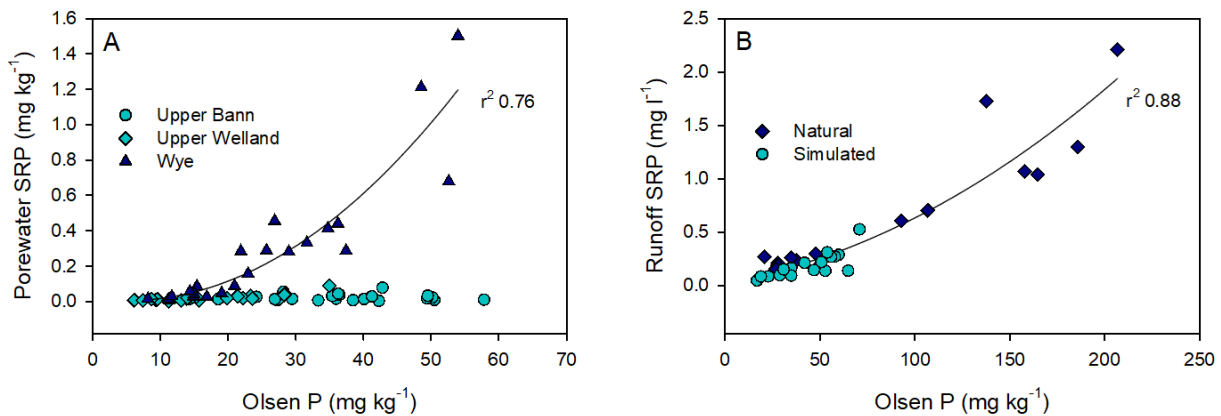 A
Porewater SRP (mg kg⁻¹)
1.6
1.4
1.2
1.0
0.8
0.6
0.4
0.2
0.0
Upper Bann
Upper Welland
Wye
r² 0.76
0 10 20 30 40 50 60 70
Olsen P (mg kg⁻¹)
B
Runoff SRP (mg l⁻¹)
2.5
2.0
1.5
1.0
0.5
0.0
Natural
Simulated
r² 0.88
0 50 100 150 200 250
Olsen P (mg kg⁻¹)